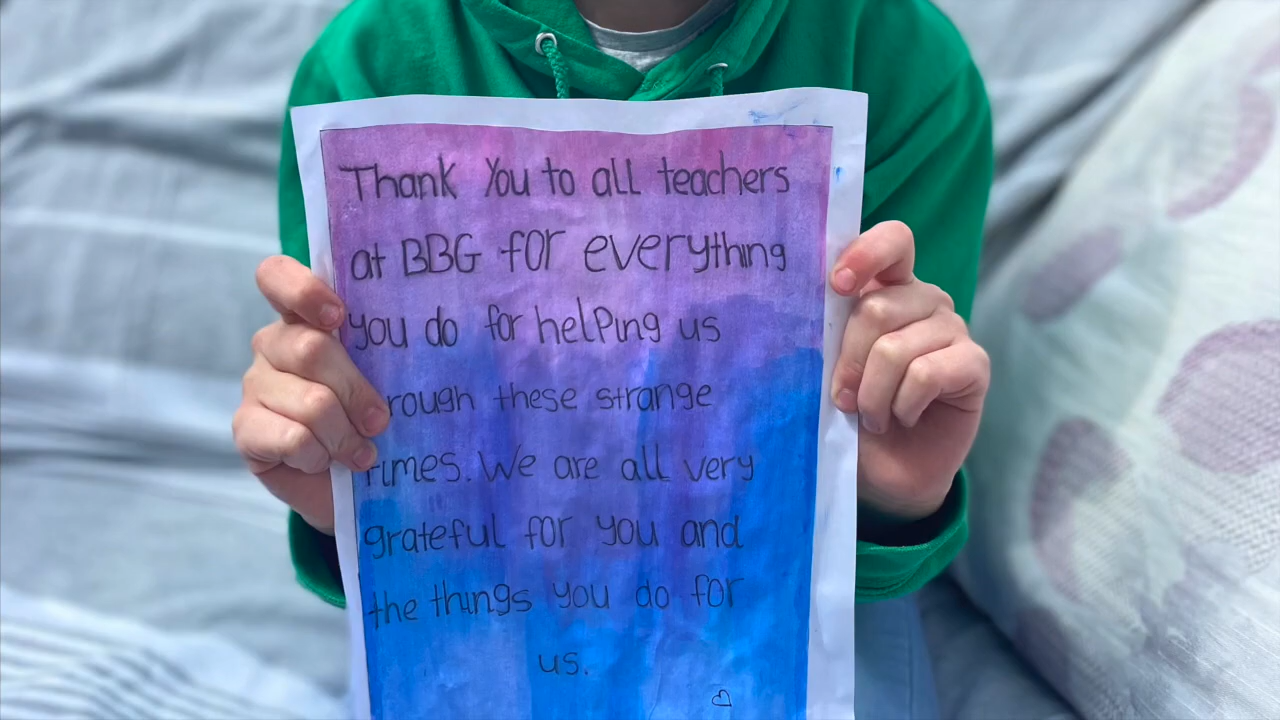 Thank You to all teachers
at BBG for everything
you do for helping us
rough these strange
times. We are all very
grateful for you and
the things you do for
us.